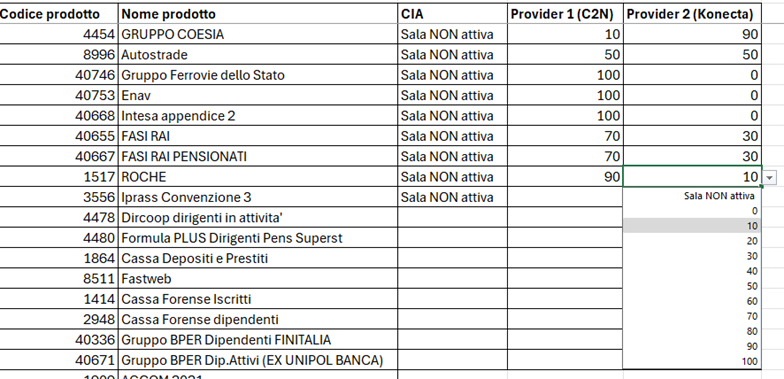 Codice prodotto Nome prodotto CIA Provider 1 (C2N) Provider 2 (Konecta)
4454 GRUPPO COESIA Sala NON attiva 10 90
8996 Autostrade Sala NON attiva 50 50
40746 Gruppo Ferrovie dello Stato Sala NON attiva 100 0
40753 Enav Sala NON attiva 100 0
40668 Intesa appendice 2 Sala NON attiva 100 0
40655 FASI RAI Sala NON attiva 70 30
40667 FASI RAI PENSIONATI Sala NON attiva 70 30
1517 ROCHE Sala NON attiva 90 10
3556 Iprass Convenzione 3 Sala NON attiva Sala NON attiva
4478 Dircoop dirigenti in attivita' 0
10
4480 Formula PLUS Dirigenti Pens Superst 20
1864 Cassa Depositi e Prestiti 30
40
8511 Fastweb 50
1414 Cassa Forense Iscritti 60
2948 Cassa Forense dipendenti 70
40336 Gruppo BPER Dipendenti FINITALIA 80
90
40671 Gruppo BPER Dip.Attivi (EX UNIPOL BANCA) 100